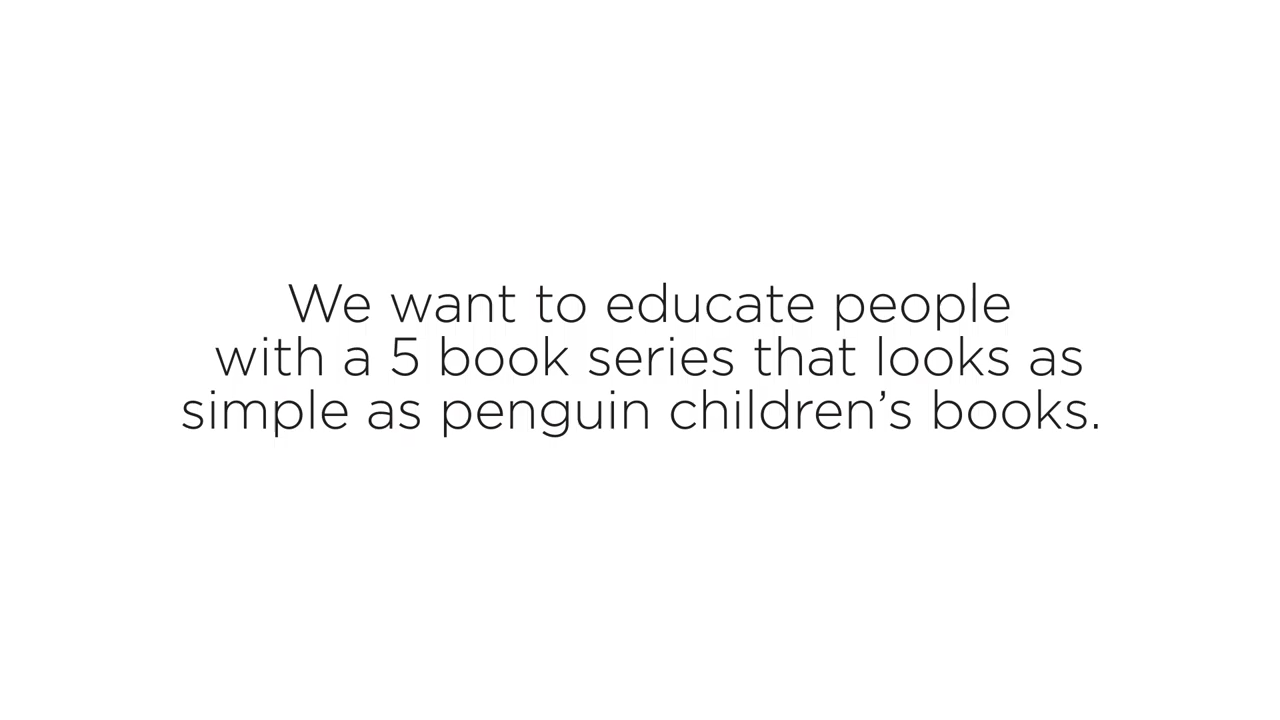 We want to educate people
with a 5 book series that looks as
simple as penguin children’s books.